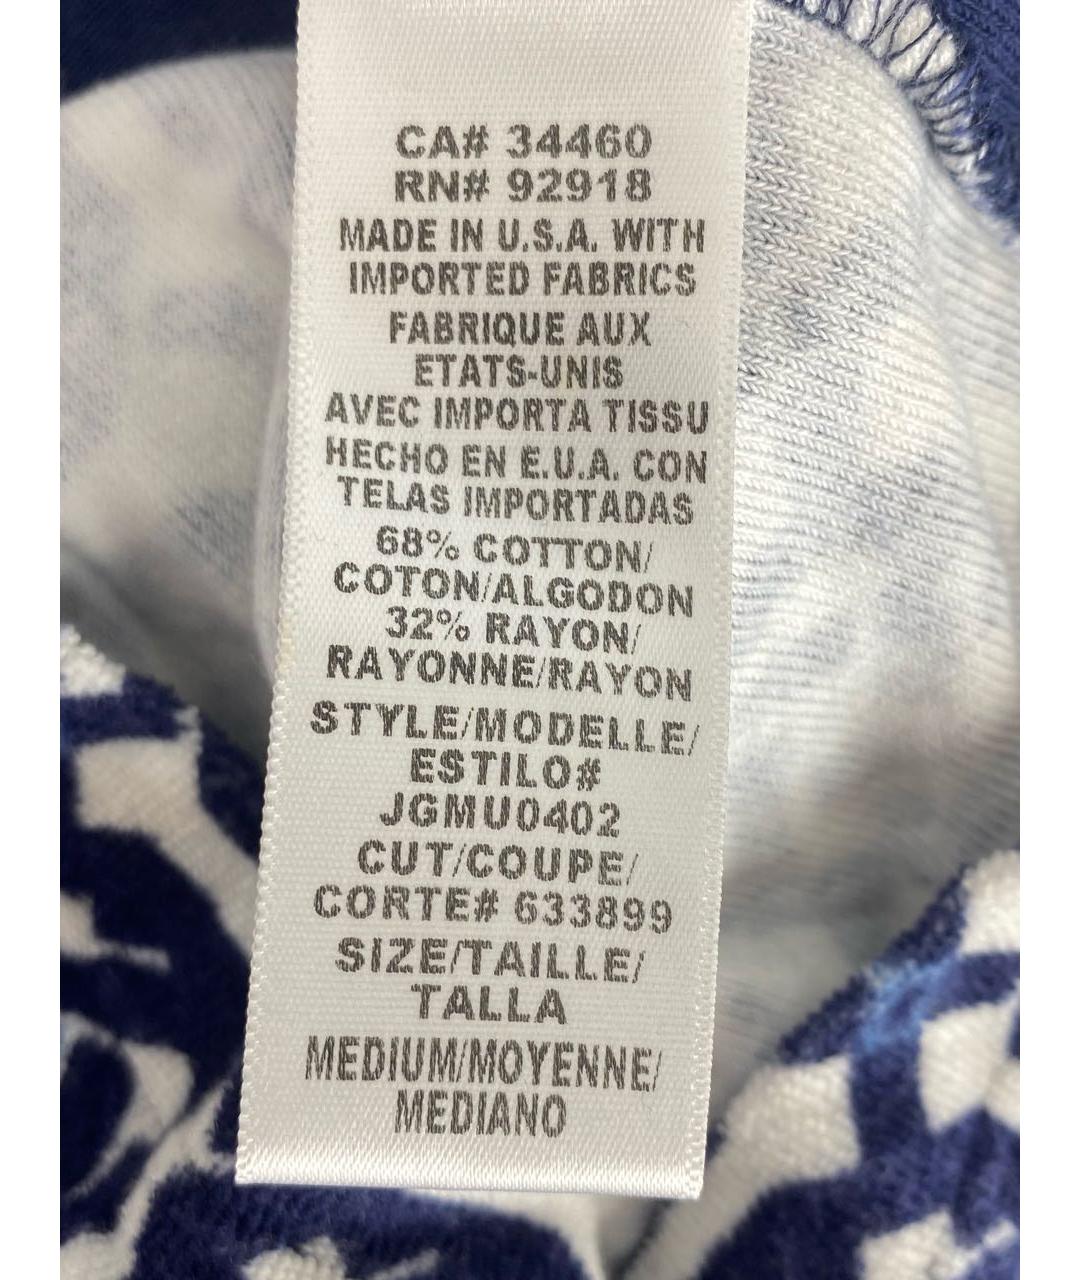 CA# 34460
RN# 92918
MADE IN U.S.A. WITH
IMPORTED FABRICS
FABRIQUE AUX
ETATS-UNIS
AVEC IMPORTA TISSU
HECHO EN E.U.A. CON
TELAS IMPORTADAS
68% COTTON/
COTON/ALGODON
32% RAYON/
RAYONNE/RAYON
STYLE/MODELLE/
ESTILO#
JGMU0402
CUT/COUPE/
CORTE# 633899
SIZE/TAILLE/
TALLA
MEDIUM/MOYENNE/
MEDIANO